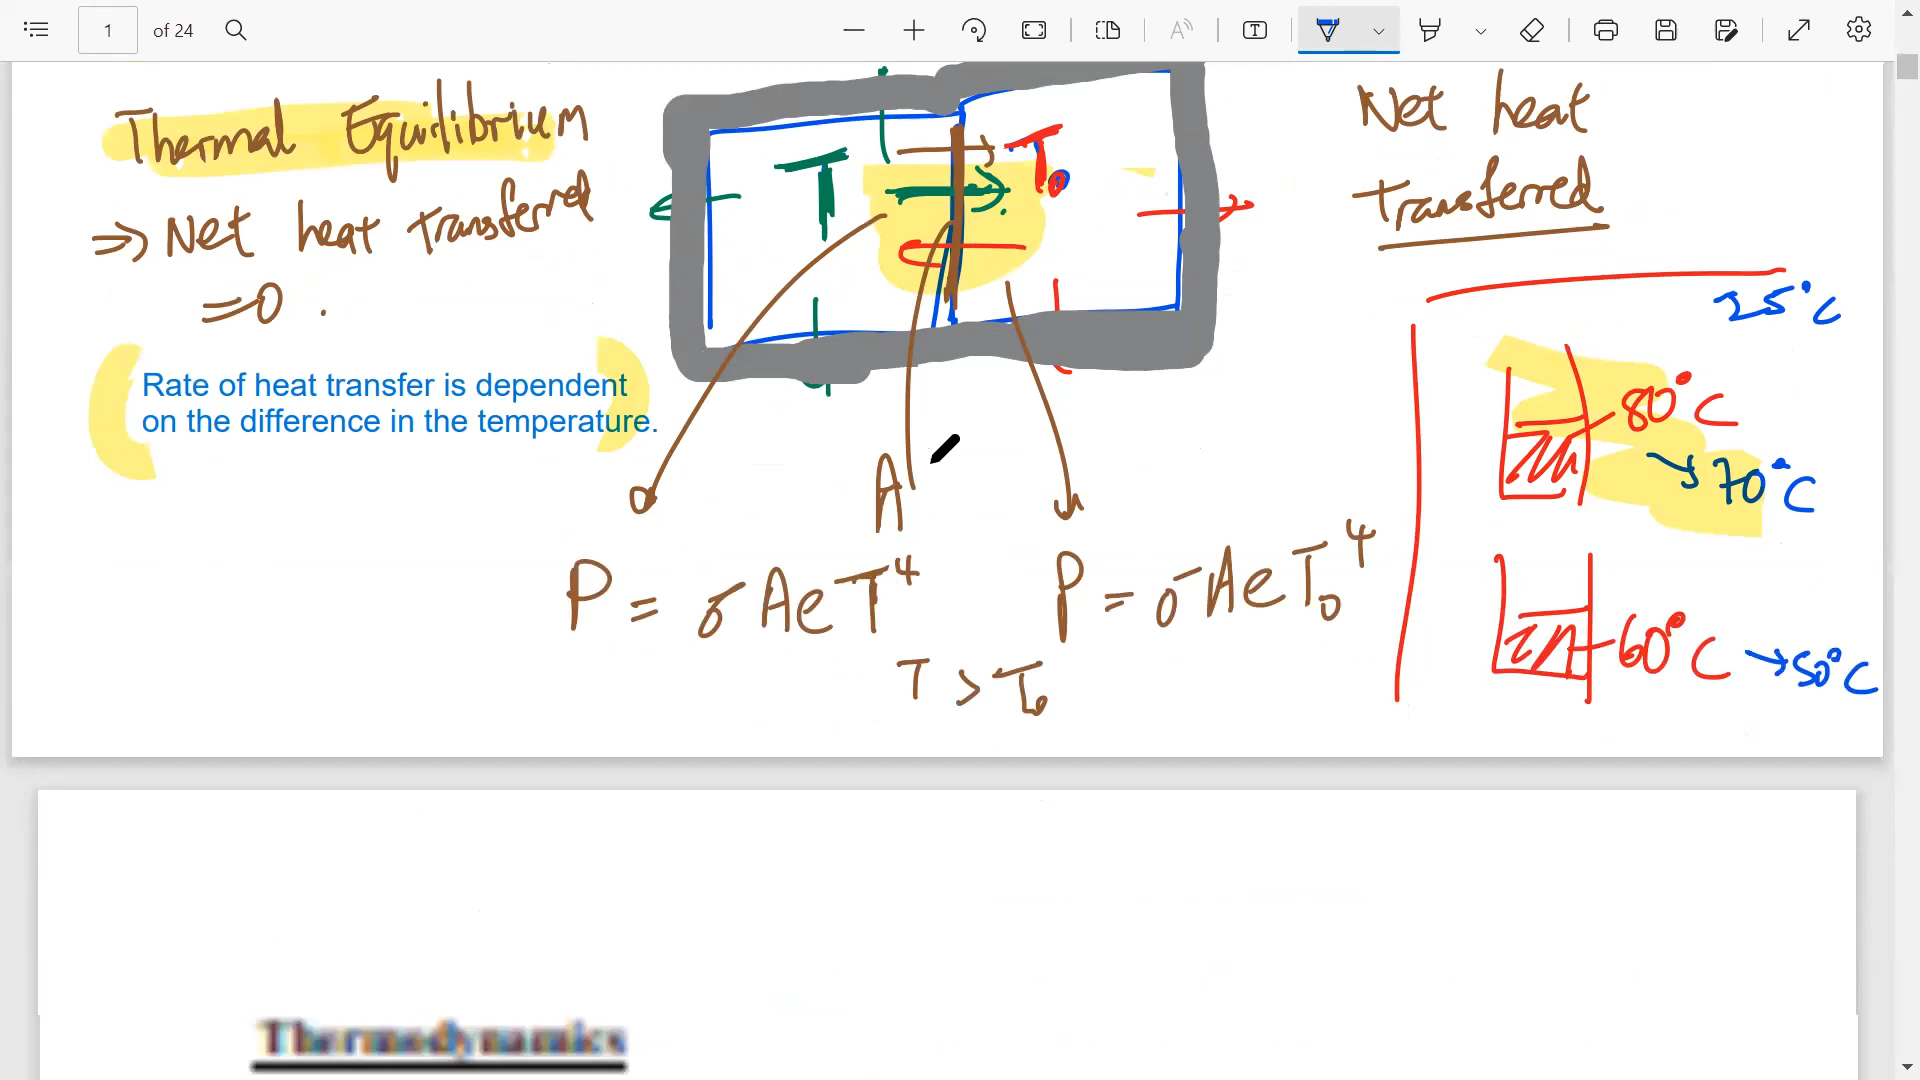 1 of 24
Thermal Equilibrium
⇒ Net heat transferred
=0 .
Rate of heat transfer is dependent
on the difference in the temperature.
T
T₀
A
P = σAeT⁴
P = σAeT₀⁴
T > T₀
Net heat
Transferred
25°C
80°C
→70°C
60°C →50°C
Thermodynamics